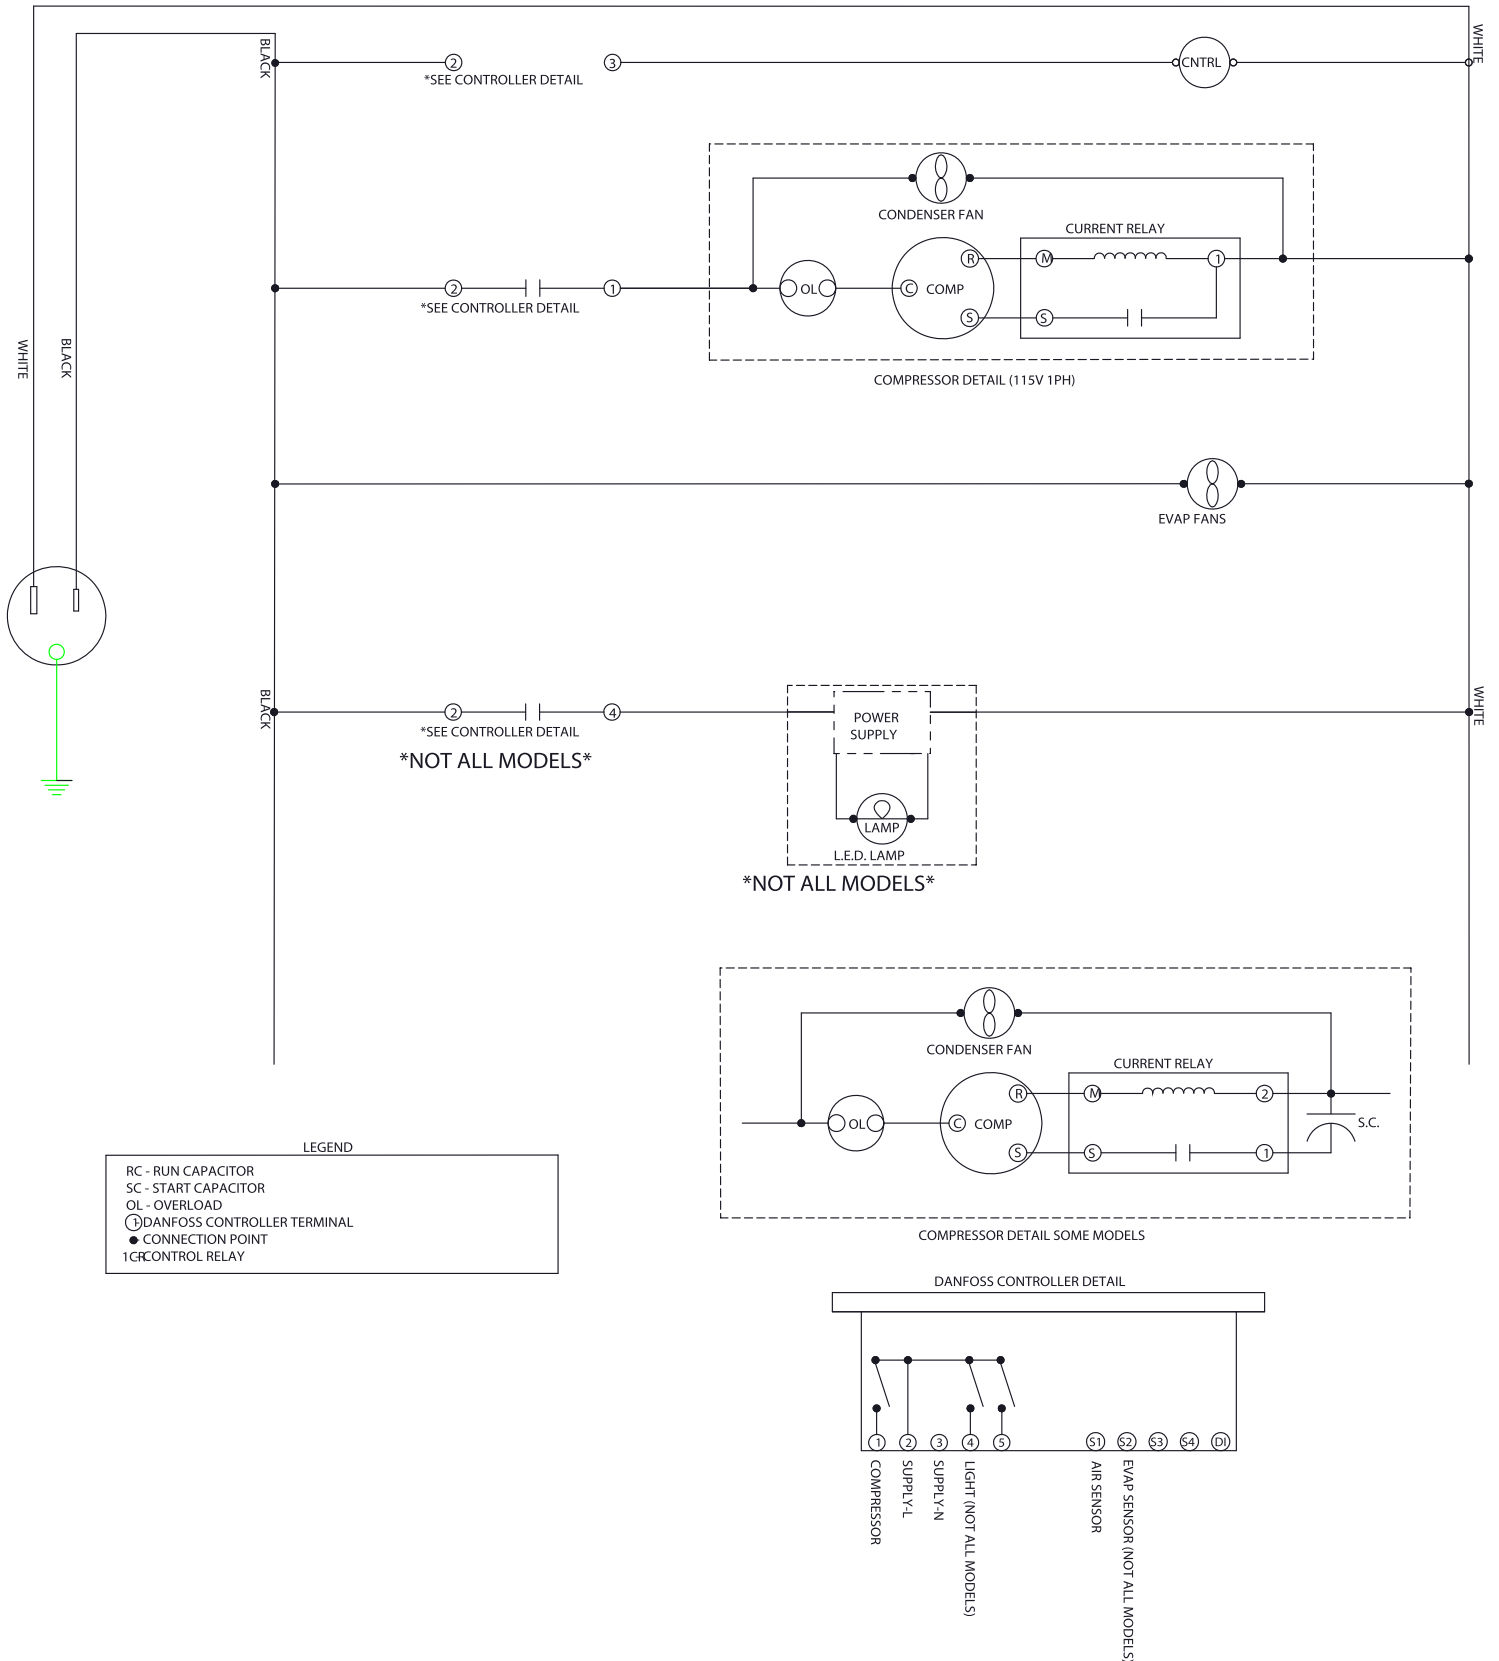 BLACK
WHITE
2
3
*SEE CONTROLLER DETAIL
CNTRL
CONDENSER FAN
CURRENT RELAY
R
M
1
2
1
OL
C
COMP
*SEE CONTROLLER DETAIL
S
S
COMPRESSOR DETAIL (115V 1PH)
WHITE
BLACK
EVAP FANS
BLACK
WHITE
2
4
*SEE CONTROLLER DETAIL
*NOT ALL MODELS*
POWER
SUPPLY
LAMP
L.E.D. LAMP
*NOT ALL MODELS*
CONDENSER FAN
CURRENT RELAY
R
M
2
OL
C
COMP
S.C.
S
S
1
COMPRESSOR DETAIL SOME MODELS
LEGEND
RC - RUN CAPACITOR
SC - START CAPACITOR
OL - OVERLOAD
1 - DANFOSS CONTROLLER TERMINAL
- CONNECTION POINT
1CR - CONTROL RELAY
DANFOSS CONTROLLER DETAIL
1
2
3
4
5
S1
S2
S3
S4
DI
COMPRESSOR
SUPPLY-L
SUPPLY-N
LIGHT (NOT ALL MODELS)
AIR SENSOR
EVAP SENSOR (NOT ALL MODELS)